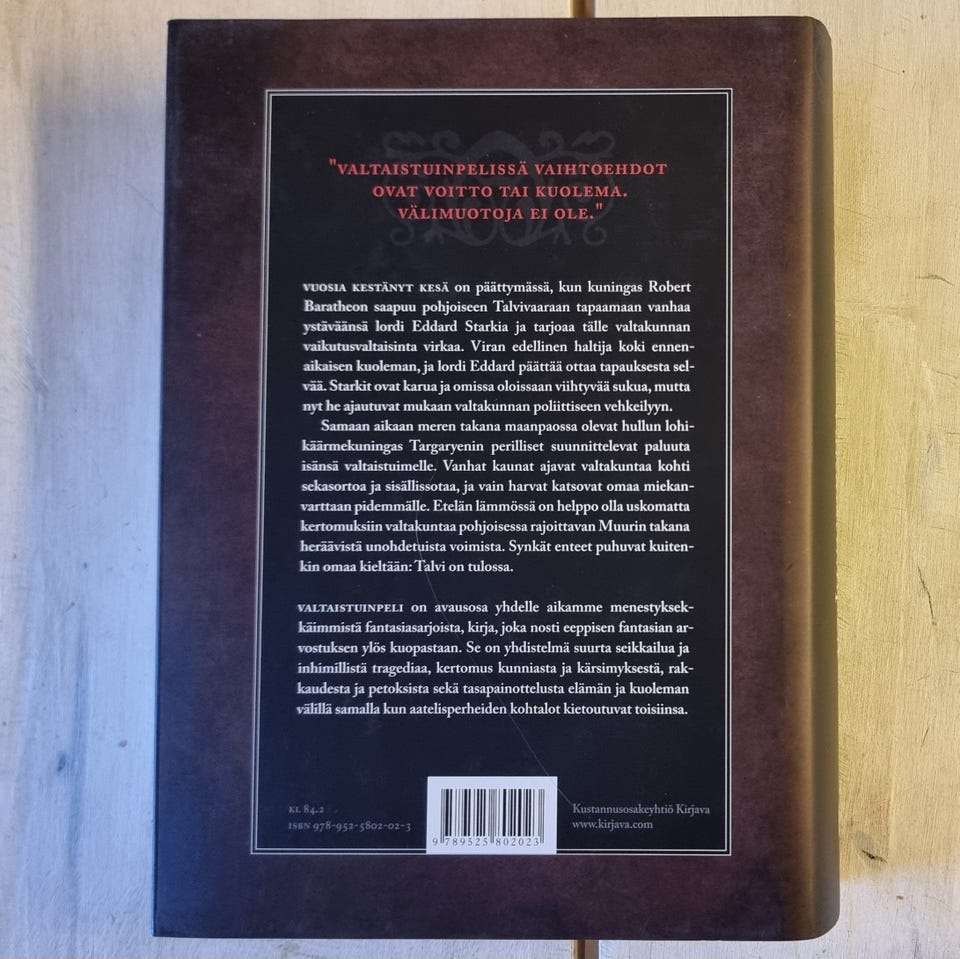 "VALTAISTUINPELISSÄ VAIHTOEHDOT
OVAT VOITTO TAI KUOLEMA.
VÄLIMUOTOJA EI OLE."
VUOSIA KESTÄNYT KESÄ on päättymässä, kun kuningas Robert
Baratheon saapuu pohjoiseen Talvivaaraan tapaamaan vanhaa
ystäväänsä lordi Eddard Starkia ja tarjoaa tälle valtakunnan
vaikutusvaltaisinta virkaa. Viran edellinen haltija koki ennen-
aikaisen kuoleman, ja lordi Eddard päättää ottaa tapauksesta sel-
vää. Starkit ovat karua ja omissa oloissaan viihtyvää sukua, mutta
nyt he ajautuvat mukaan valtakunnan poliittiseen vehkeilyyn.
Samaan aikaan meren takana maanpaossa olevat hullun lohi-
käärmekuningas Targaryenin perilliset suunnittelevat paluuta
isänsä valtaistuimelle. Vanhat kaunat ajavat valtakuntaa kohti
sekasortoa ja sisällissotaa, ja vain harvat katsovat omaa miekan-
varttaan pidemmälle. Etelän lämmössä on helppo olla uskomatta
kertomuksiin valtakuntaa pohjoisessa rajoittavan Muurin takana
heräävistä unohdetuista voimista. Synkät enteet puhuvat kuiten-
kin omaa kieltään: Talvi on tulossa.
VALTAISTUINPELI on avausosa yhdelle aikamme menestyksek-
käimmistä fantasiasarjoista, kirja, joka nosti eeppisen fantasian ar-
vostuksen ylös kuopastaan. Se on yhdistelmä suurta seikkailua ja
inhimillistä tragediaa, kertomus kunniasta ja kärsimyksestä, rak-
kaudesta ja petoksista sekä tasapainottelusta elämän ja kuoleman
välillä samalla kun aatelisperheiden kohtalot kietoutuvat toisiinsa.
KL 84.2
ISBN 978-952-5802-02-3
9 789525 802023
Kustannusosakeyhtiö Kirjava
www.kirjava.com